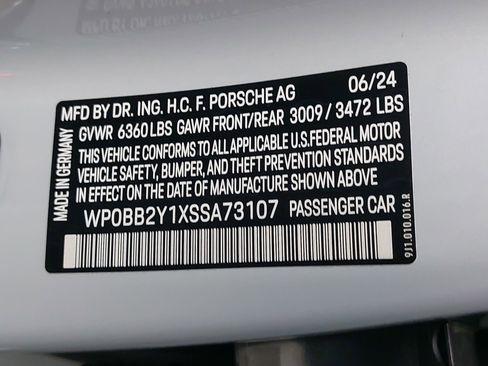 MFD BY DR. ING. H.C. F. PORSCHE AG 06/24
GVWR 6360 LBS GAWR FRONT/REAR 3009 / 3472 LBS
THIS VEHICLE CONFORMS TO ALL APPLICABLE U.S. FEDERAL MOTOR
VEHICLE SAFETY, BUMPER, AND THEFT PREVENTION STANDARDS
IN EFFECT ON THE DATE OF MANUFACTURE SHOWN ABOVE
WP0BB2Y1XSSA73107 PASSENGER CAR
MADE IN GERMANY
9J1.010.016.R